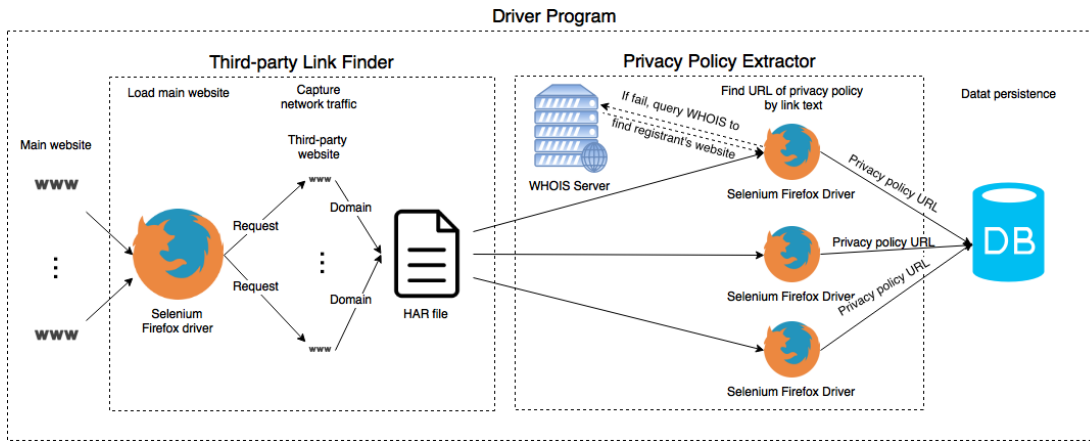 Driver Program
Third-party Link Finder
Privacy Policy Extractor
Load main website
Capture
network traffic
Find URL of privacy policy
by link text
Datat persistence
If fail, query WHOIS to
find registrant's website
Main website
Third-party
website
www
www
WHOIS Server
Selenium Firefox Driver
Privacy policy URL
Request
Domain
DB
Privacy policy URL
Request
Domain
Selenium Firefox Driver
Privacy policy URL
Selenium
Firefox driver
HAR file
www
www
Selenium Firefox Driver